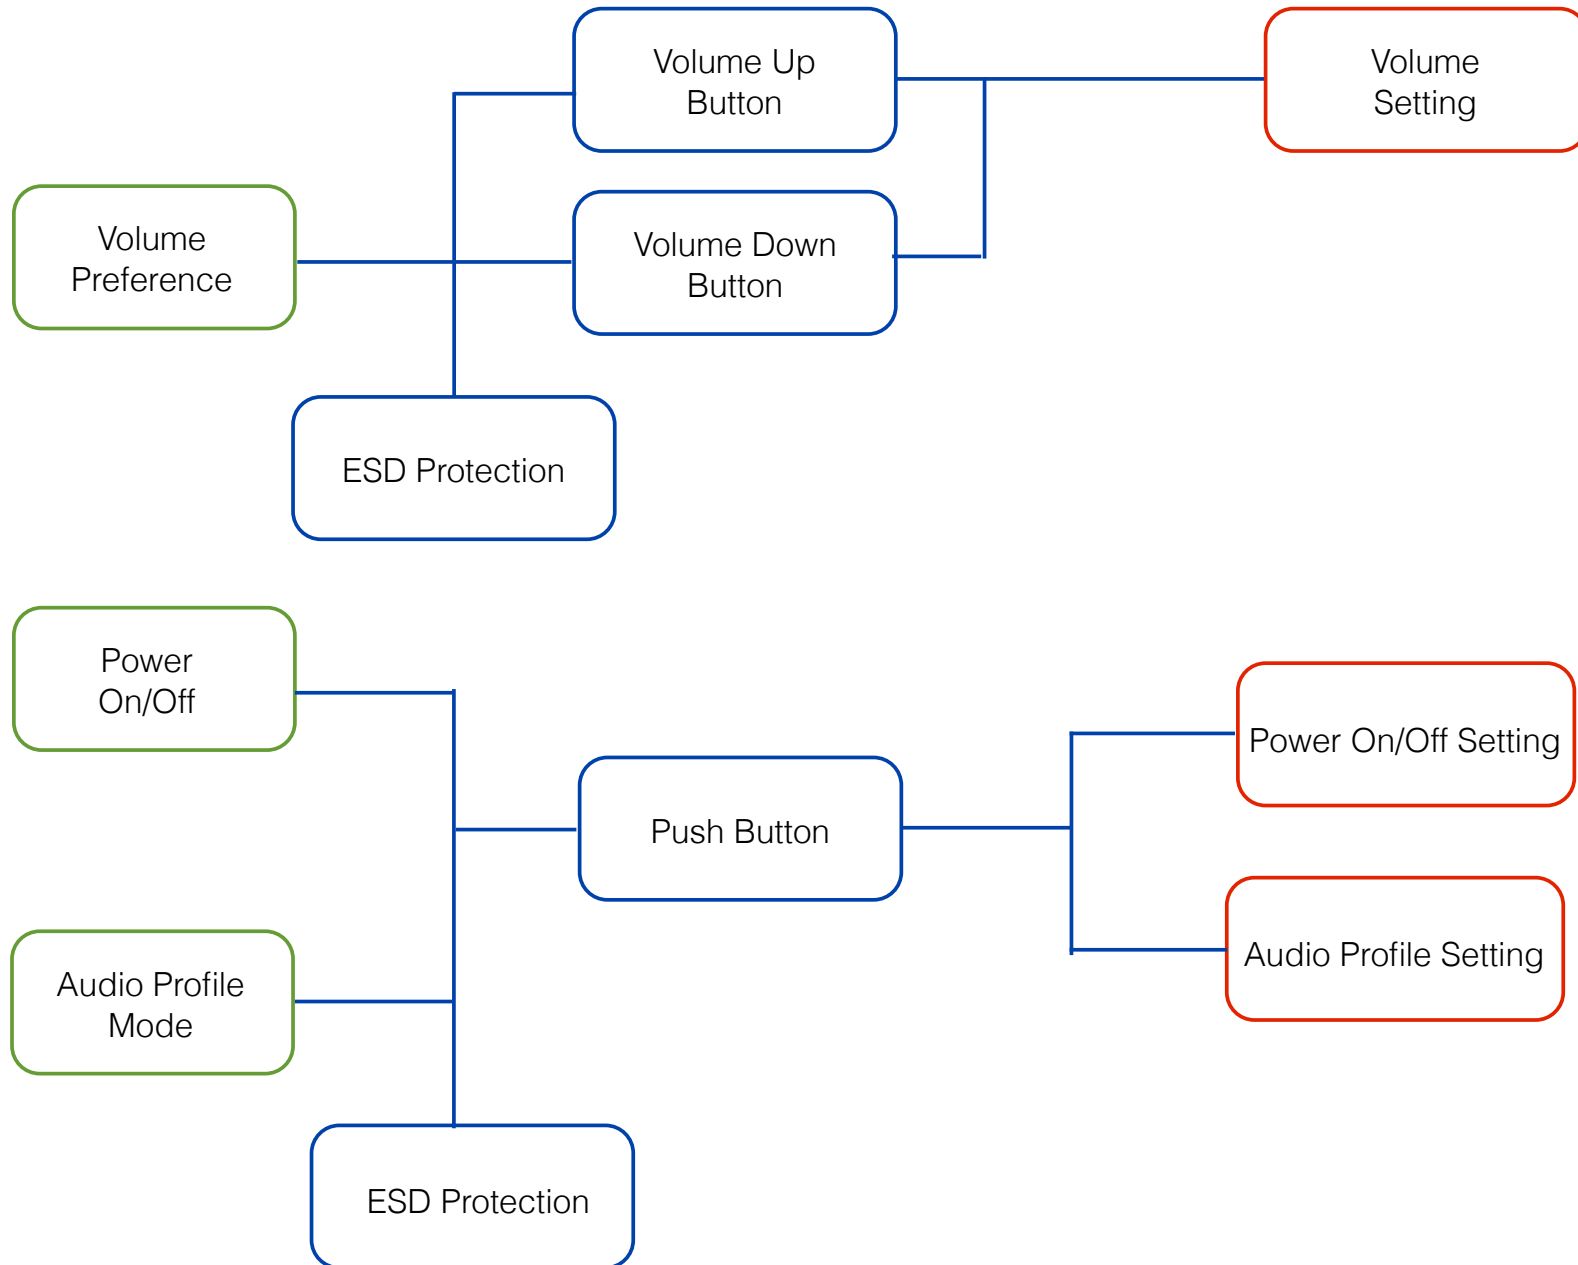 Volume Up
Button
Volume
Setting
Volume
Preference
Volume Down
Button
ESD Protection
Power
On/Off
Power On/Off Setting
Push Button
Audio Profile
Mode
Audio Profile Setting
ESD Protection